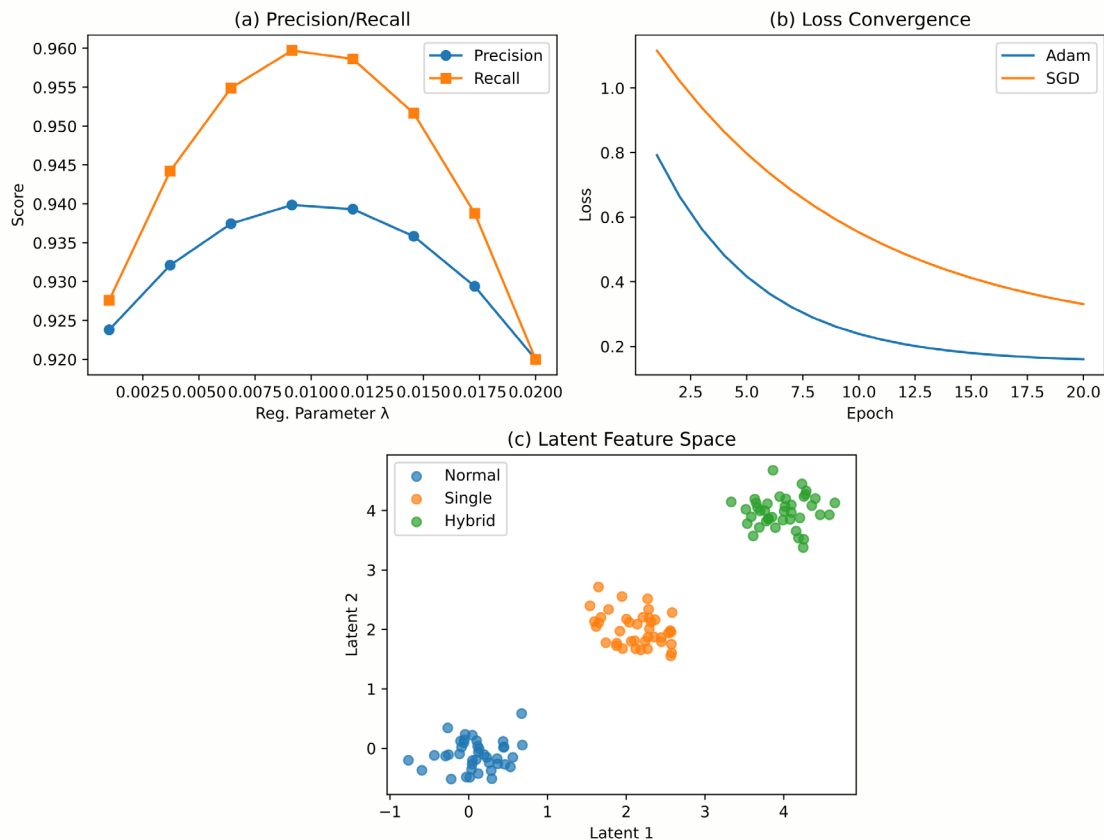 (a) Precision/Recall
0.960
0.955
0.950
0.945
0.940
0.935
0.930
0.925
0.920
Score
Precision
Recall
0.0025 0.0050 0.0075 0.0100 0.0125 0.0150 0.0175 0.0200
Reg. Parameter λ
(b) Loss Convergence
1.0
0.8
0.6
0.4
0.2
Loss
Adam
SGD
2.5 5.0 7.5 10.0 12.5 15.0 17.5 20.0
Epoch
(c) Latent Feature Space
4
3
2
1
0
Latent 2
Normal
Single
Hybrid
−1 0 1 2 3 4
Latent 1